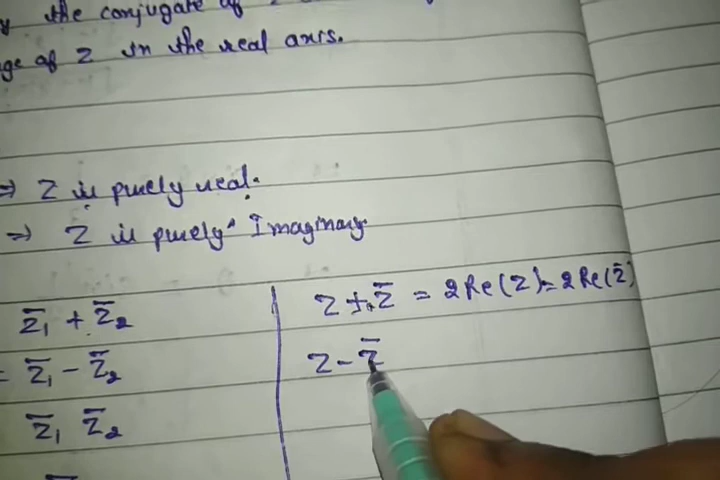 the conjugate of
of z in the real axis.
⇒ z is purely real.
⇒ z is purely Imaginary
z̄₁ + z̄₂
= z̄₁ - z̄₂
z̄₁ z̄₂
z + z̄ = 2Re(z) = 2Re(z̄)
z - z̄